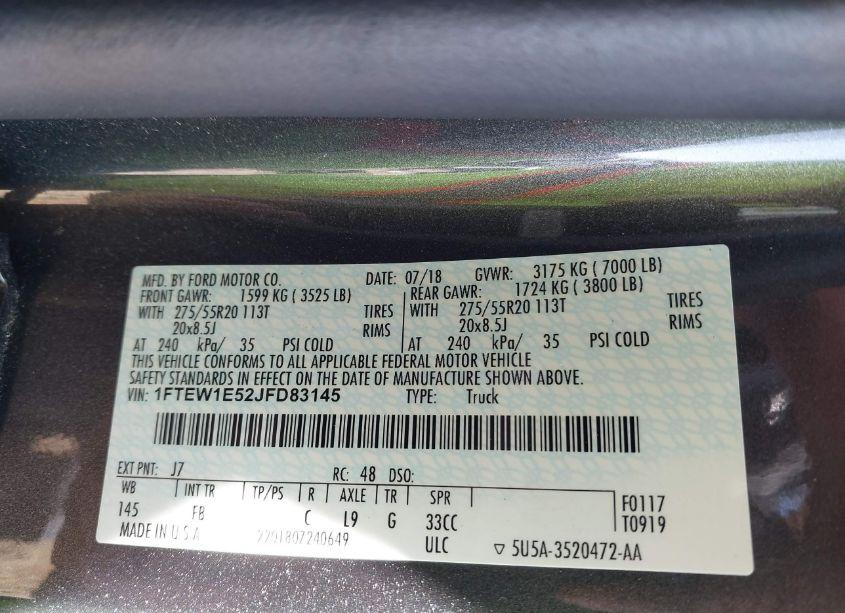 MFD. BY FORD MOTOR CO. DATE: 07/18 GVWR: 3175 KG ( 7000 LB)
FRONT GAWR: 1599 KG ( 3525 LB) REAR GAWR: 1724 KG ( 3800 LB)
WITH 275/55R20 113T TIRES WITH 275/55R20 113T TIRES
20x8.5J RIMS 20x8.5J RIMS
AT 240 kPa/ 35 PSI COLD AT 240 kPa/ 35 PSI COLD
THIS VEHICLE CONFORMS TO ALL APPLICABLE FEDERAL MOTOR VEHICLE
SAFETY STANDARDS IN EFFECT ON THE DATE OF MANUFACTURE SHOWN ABOVE.
VIN: 1FTEW1E52JFD83145 TYPE: Truck
EXT PNT: J7 RC: 48 DSO:
WB INT TR TP/PS R AXLE TR SPR F0117
145 FB C L9 G 33CC T0919
MADE IN U.S.A. 2201807240649 ULC ▽ 5U5A-3520472-AA